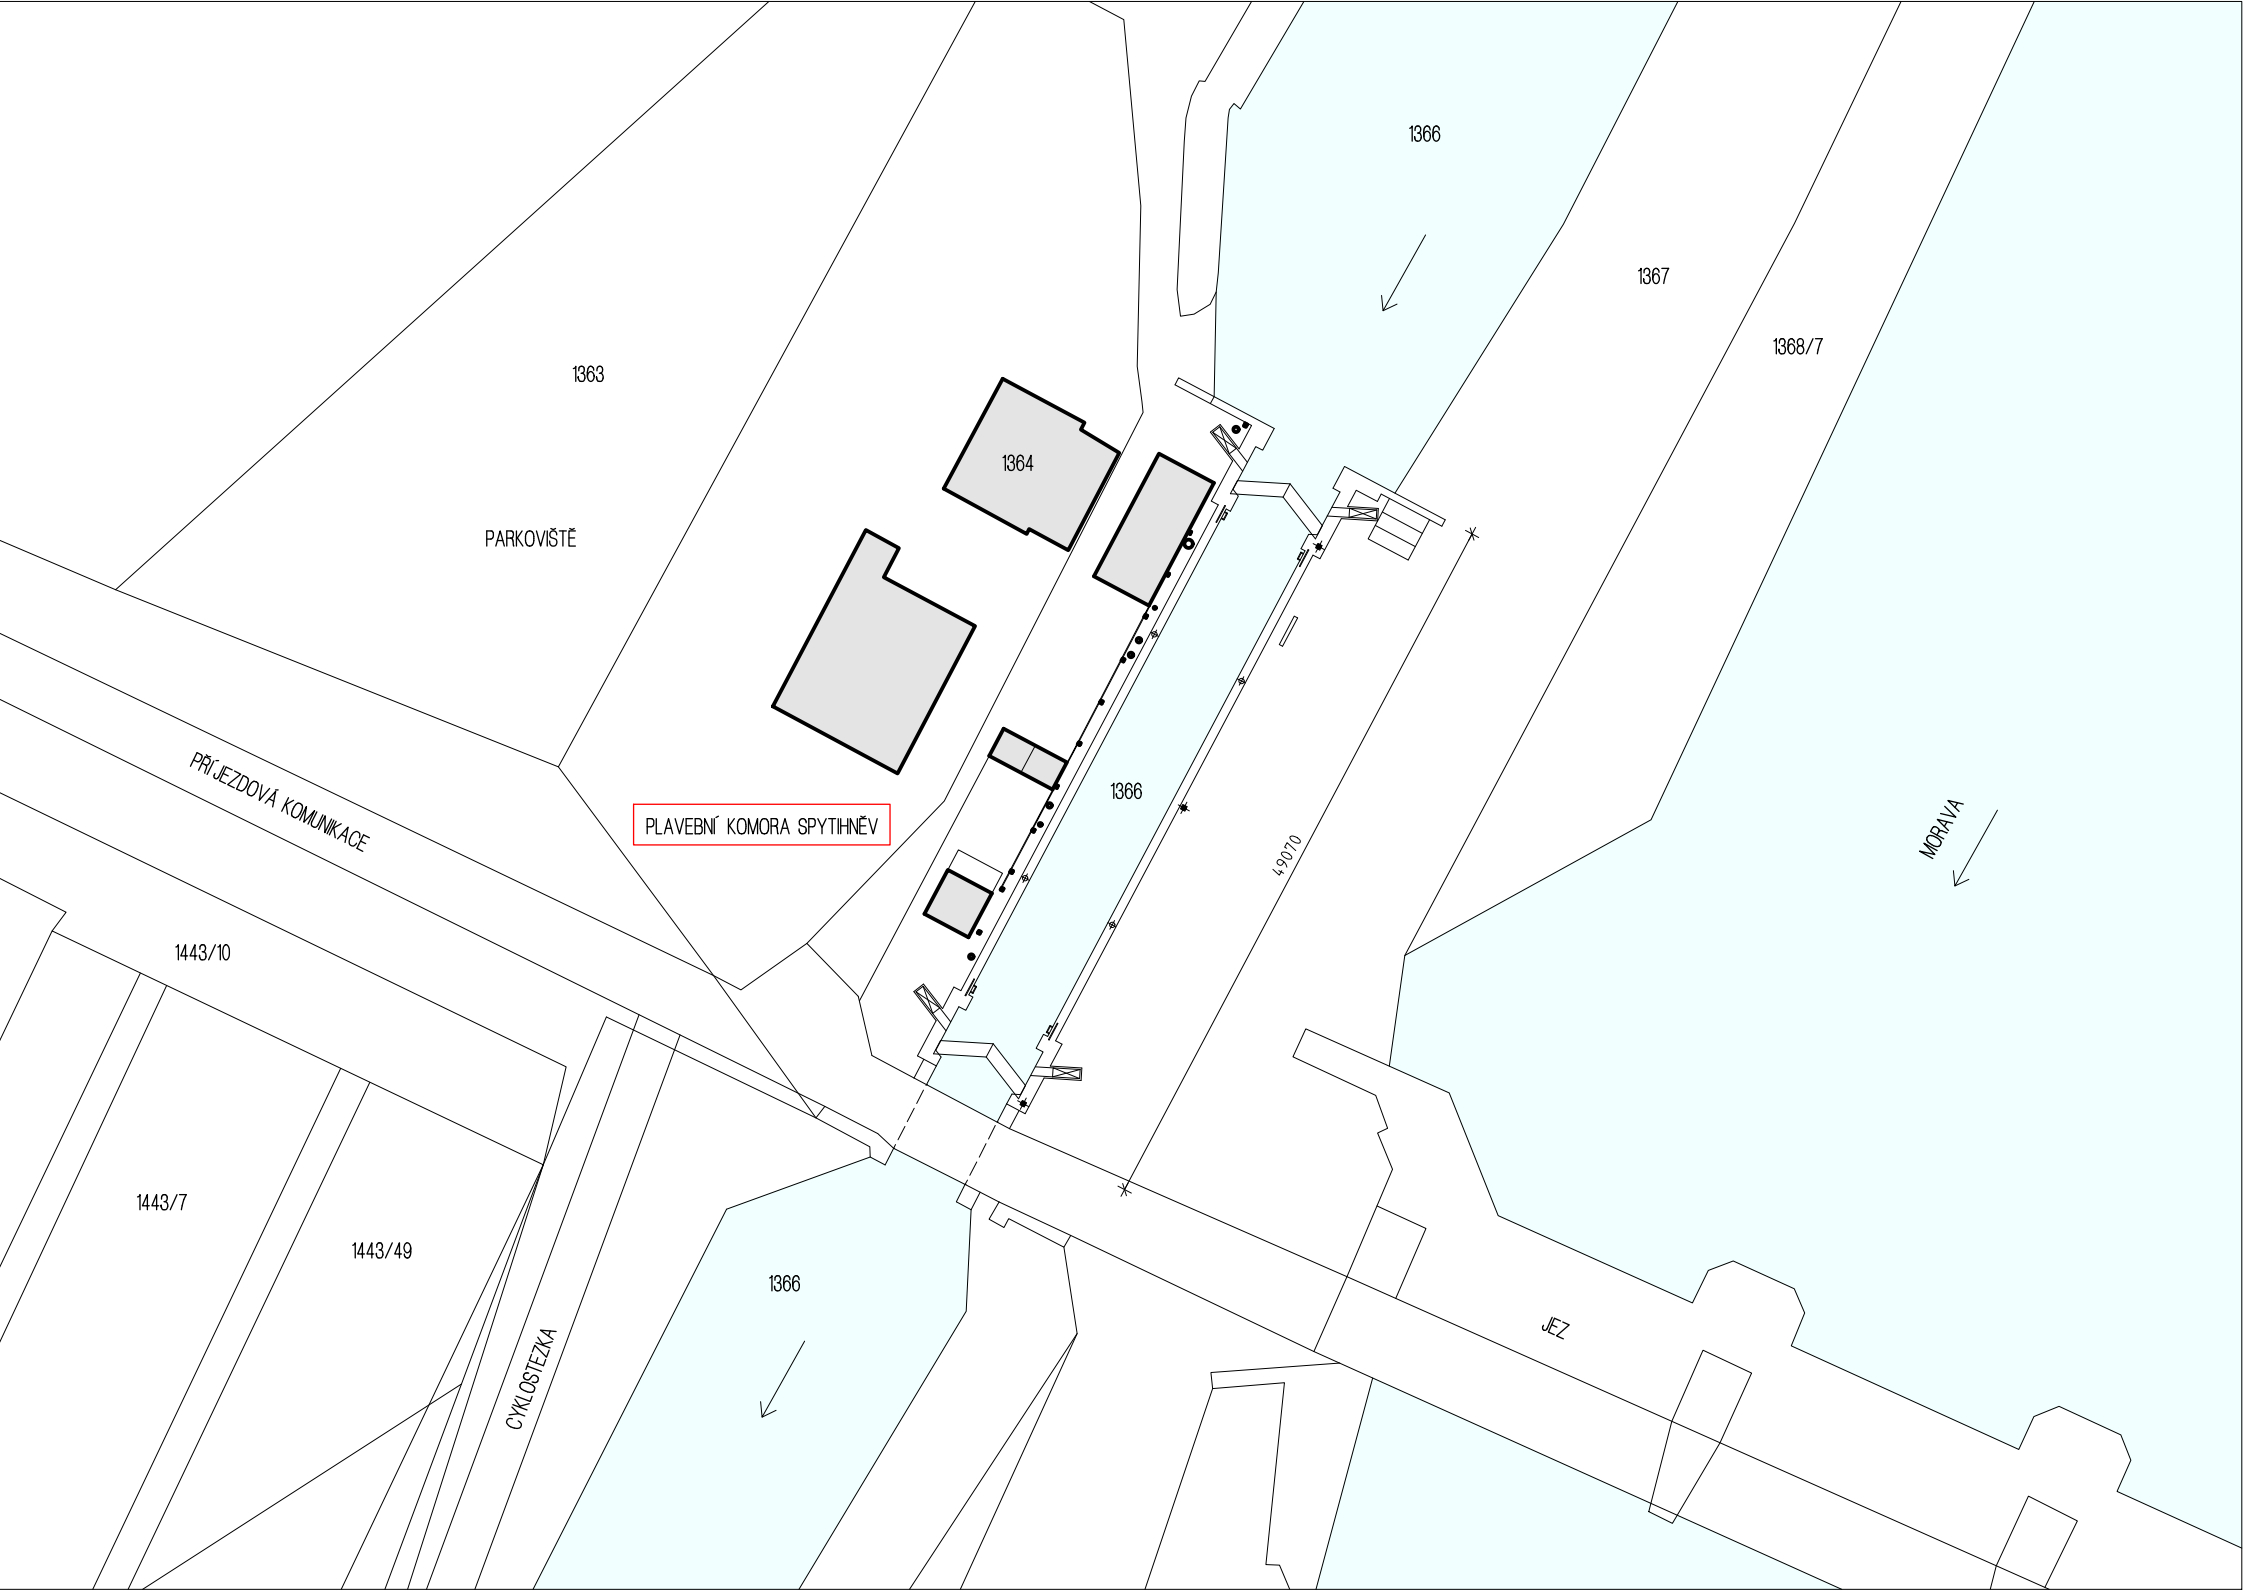 1366
1367
1368/7
1363
1364
PARKOVIŠTĚ
PŘÍJEZDOVÁ KOMUNIKACE
PLAVEBNÍ KOMORA SPYTIHNĚV
1366
49070
MORAVA
1443/10
1443/7
1443/49
1366
CYKLOSTEZKA
JEZ